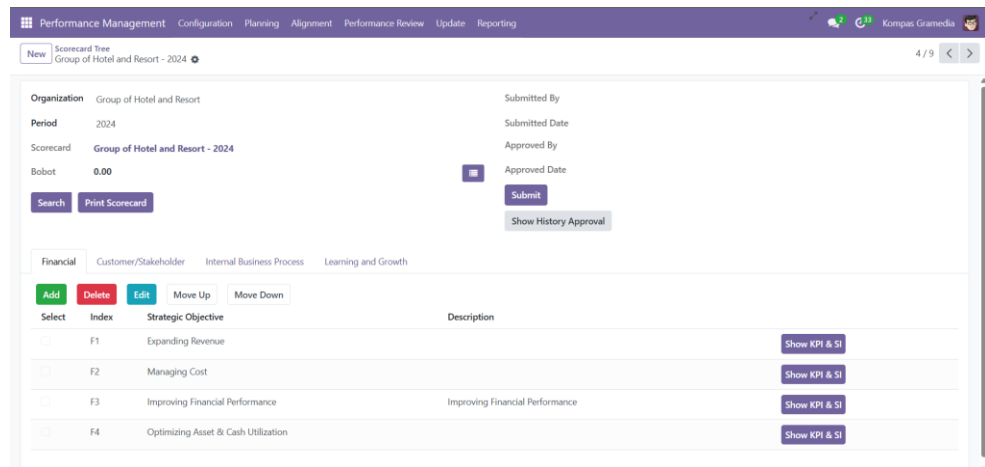 Performance Management Configuration Planning Alignment Performance Review Update Reporting 2 33 Kompas Gramedia
New Scorecard Tree
Group of Hotel and Resort - 2024
4 / 9
Organization Group of Hotel and Resort Submitted By
Period 2024 Submitted Date
Scorecard Group of Hotel and Resort - 2024 Approved By
Bobot 0.00 Approved Date
Search Print Scorecard Submit
Show History Approval
Financial Customer/Stakeholder Internal Business Process Learning and Growth
Add Delete Edit Move Up Move Down
Select Index Strategic Objective Description
F1 Expanding Revenue Show KPI & SI
F2 Managing Cost Show KPI & SI
F3 Improving Financial Performance Improving Financial Performance Show KPI & SI
F4 Optimizing Asset & Cash Utilization Show KPI & SI